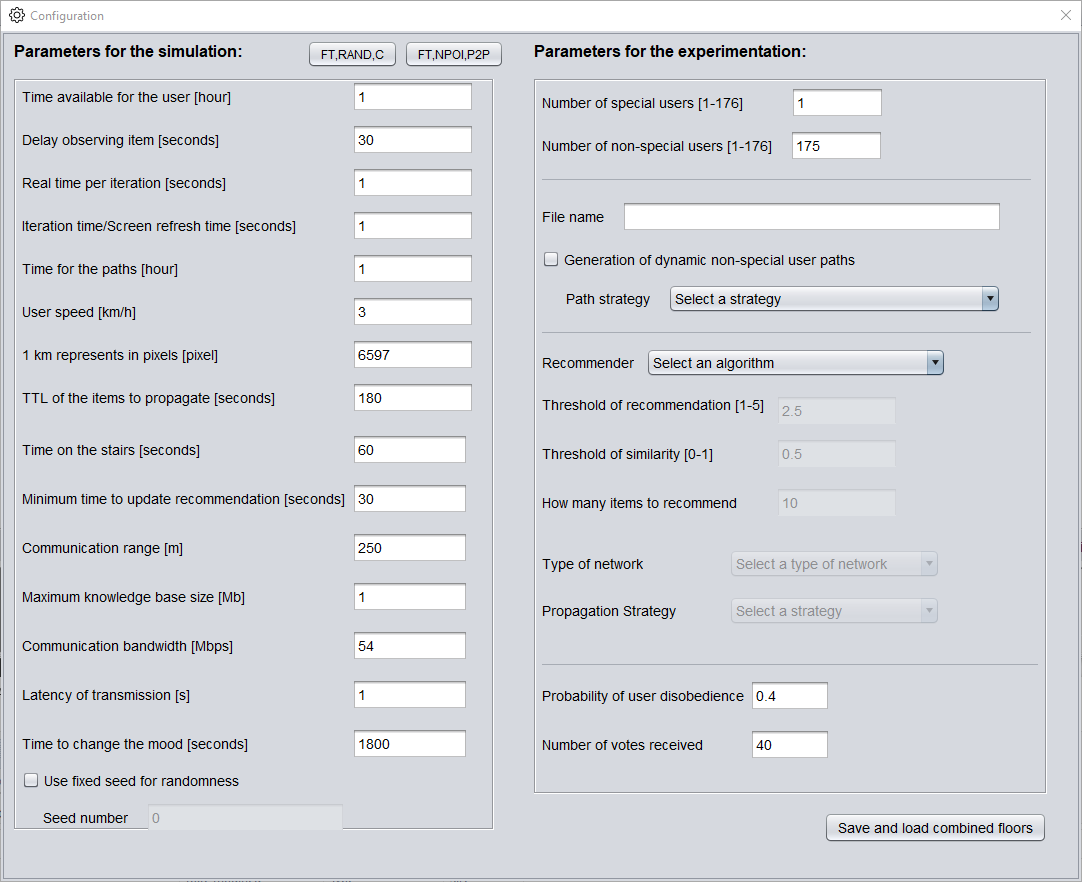 Configuration
Parameters for the simulation:
FT,RAND,C
FT,NPOI,P2P
Time available for the user [hour] 1
Delay observing item [seconds] 30
Real time per iteration [seconds] 1
Iteration time/Screen refresh time [seconds] 1
Time for the paths [hour] 1
User speed [km/h] 3
1 km represents in pixels [pixel] 6597
TTL of the items to propagate [seconds] 180
Time on the stairs [seconds] 60
Minimum time to update recommendation [seconds] 30
Communication range [m] 250
Maximum knowledge base size [Mb] 1
Communication bandwidth [Mbps] 54
Latency of transmission [s] 1
Time to change the mood [seconds] 1800
Use fixed seed for randomness
Seed number 0
Parameters for the experimentation:
Number of special users [1-176] 1
Number of non-special users [1-176] 175
File name
Generation of dynamic non-special user paths
Path strategy Select a strategy
Recommender Select an algorithm
Threshold of recommendation [1-5] 2.5
Threshold of similarity [0-1] 0.5
How many items to recommend 10
Type of network Select a type of network
Propagation Strategy Select a strategy
Probability of user disobedience 0.4
Number of votes received 40
Save and load combined floors